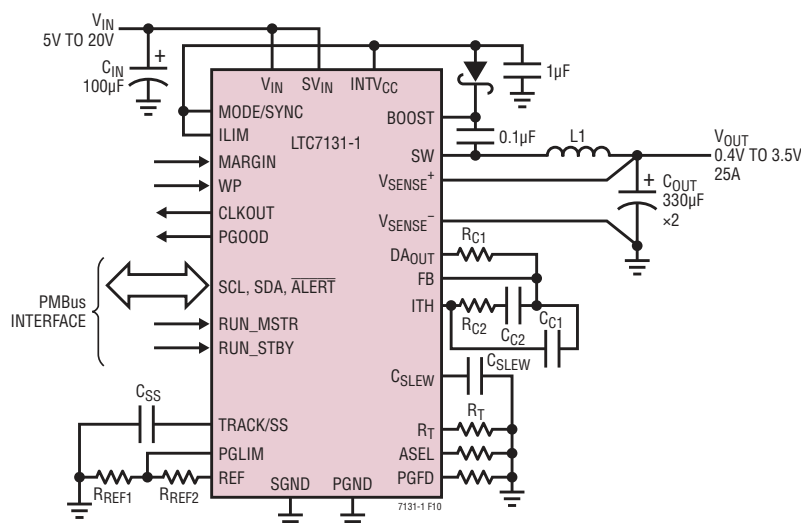 VIN
5V TO 20V
CIN
100µF
+
VIN
SVIN
INTVCC
1µF
MODE/SYNC
ILIM
LTC7131-1
BOOST
0.1µF
L1
SW
VOUT
0.4V TO 3.5V
25A
MARGIN
WP
VSENSE+
+
COUT
330µF
×2
CLKOUT
PGOOD
VSENSE–
DAOUT
RC1
FB
PMBus
INTERFACE
SCL, SDA, ALERT
ITH
RC2
CC2
CC1
RUN_MSTR
RUN_STBY
CSLEW
CSLEW
CSS
TRACK/SS
RT
RT
PGLIM
ASEL
REF
PGFD
RREF1
RREF2
SGND
PGND
7131-1 F10